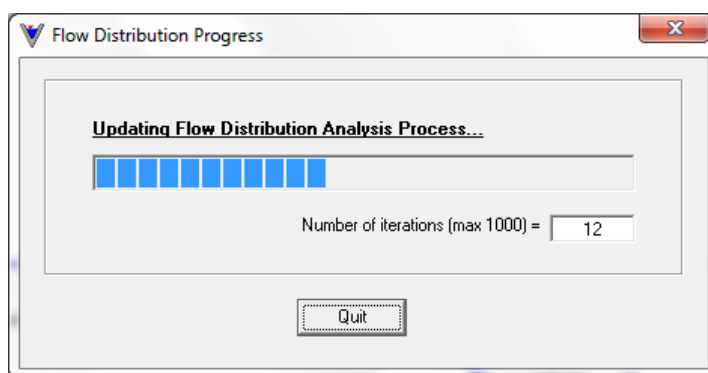 Flow Distribution Progress
Updating Flow Distribution Analysis Process...
Number of iterations (max 1000) = 12
Quit